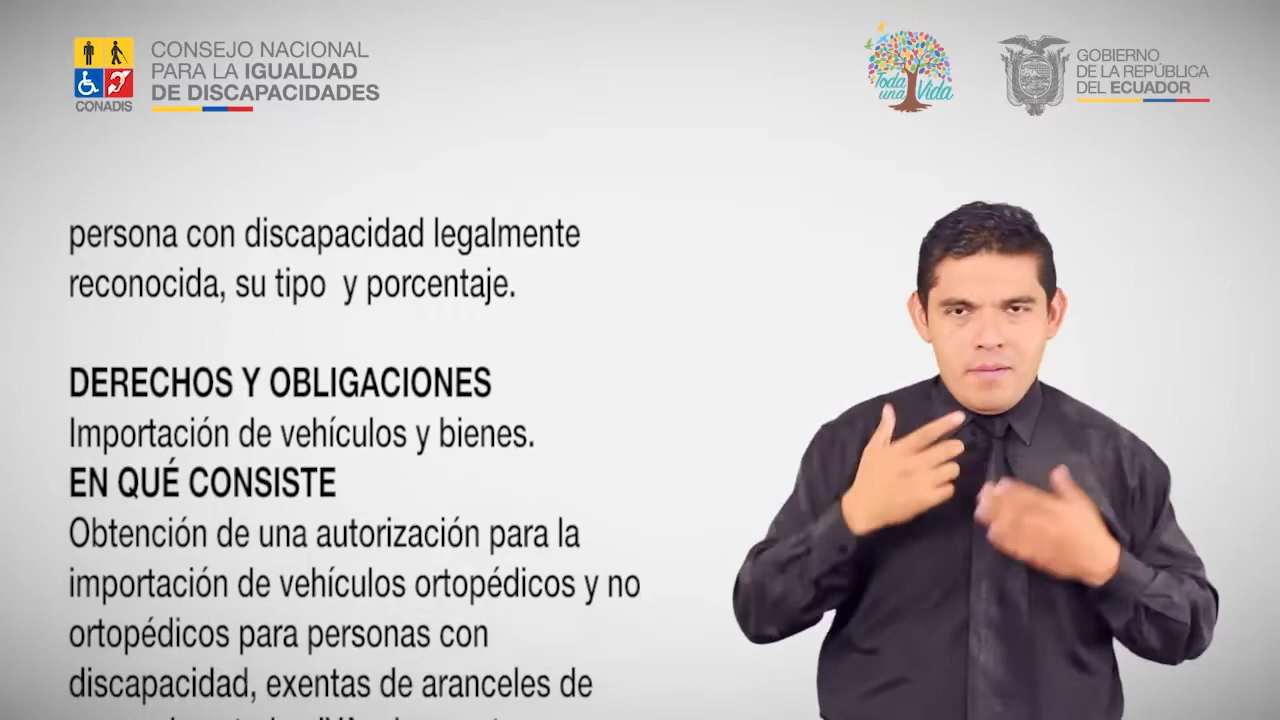 CONADIS
CONSEJO NACIONAL
PARA LA IGUALDAD
DE DISCAPACIDADES
Toda
una Vida
GOBIERNO
DE LA REPÚBLICA
DEL ECUADOR
persona con discapacidad legalmente
reconocida, su tipo y porcentaje.
DERECHOS Y OBLIGACIONES
Importación de vehículos y bienes.
EN QUÉ CONSISTE
Obtención de una autorización para la
importación de vehículos ortopédicos y no
ortopédicos para personas con
discapacidad, exentas de aranceles de